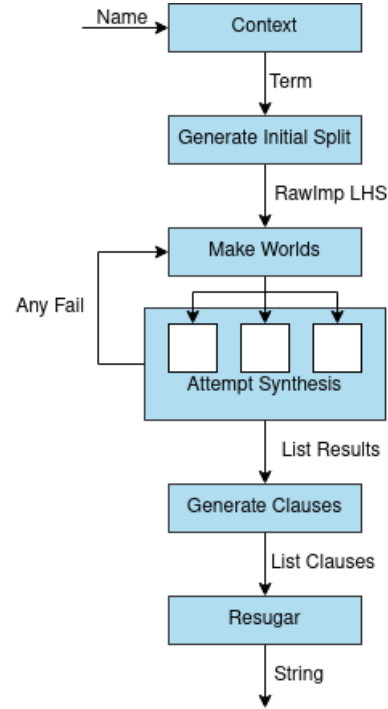 Name
Context
Term
Generate Initial Split
RawImp LHS
Make Worlds
Any Fail
Attempt Synthesis
List Results
Generate Clauses
List Clauses
Resugar
String